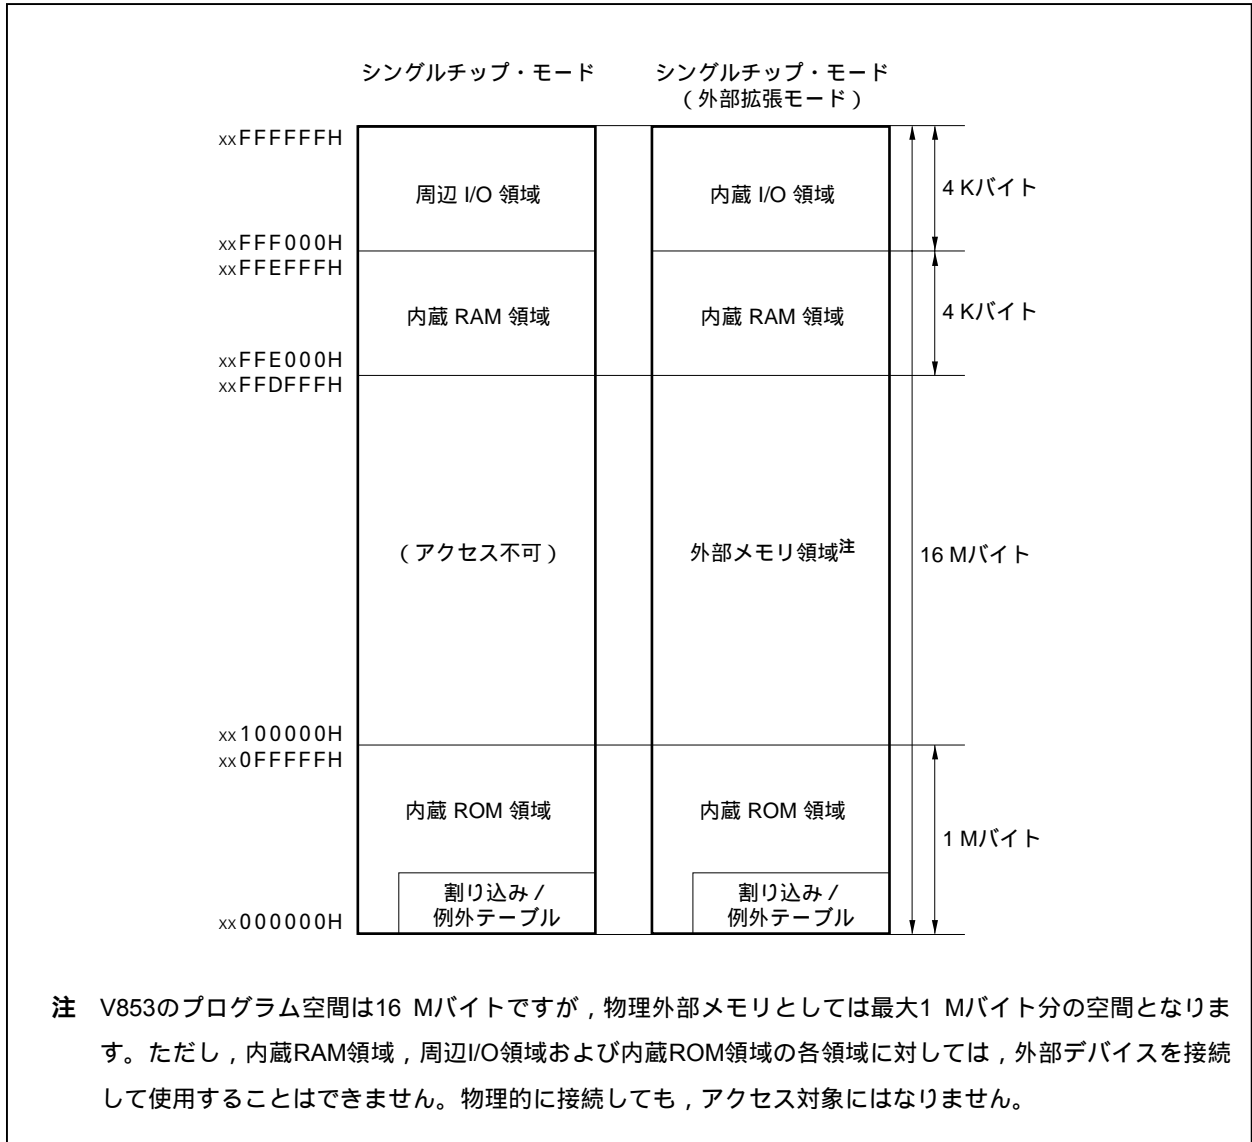 シングルチップ・モード
シングルチップ・モード
(外部拡張モード)
xxFFFFFFH
周辺 I/O 領域
内蔵 I/O 領域
4 Kバイト
xxFFF000H
xxFFEFFFH
内蔵 RAM 領域
内蔵 RAM 領域
4 Kバイト
xxFFE000H
xxFFDFFFH
(アクセス不可)
外部メモリ領域注
16 Mバイト
xx100000H
xx0FFFFFH
内蔵 ROM 領域
内蔵 ROM 領域
1 Mバイト
割り込み/
例外テーブル
割り込み/
例外テーブル
xx000000H
注 V853のプログラム空間は16 Mバイトですが,物理外部メモリとしては最大1 Mバイト分の空間となりま
す。ただし,内蔵RAM領域,周辺I/O領域および内蔵ROM領域の各領域に対しては,外部デバイスを接続
して使用することはできません。物理的に接続しても,アクセス対象にはなりません。